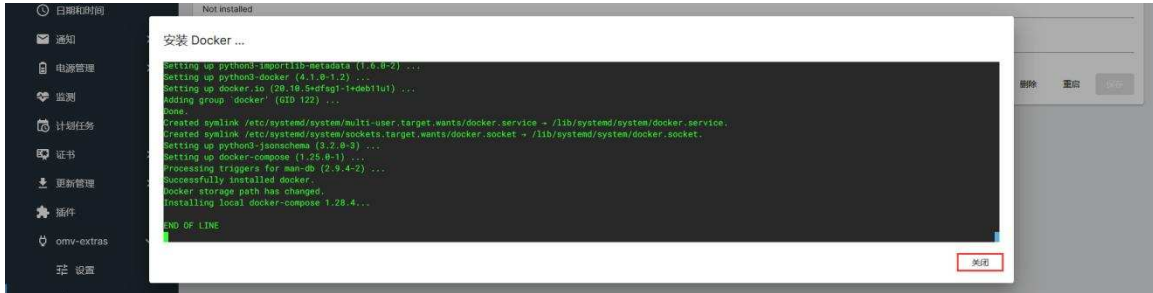 日期和时间
Not installed
通知
安装 Docker ...
电源管理
监测
计划任务
证书
更新管理
插件
omv-extras
设置
Setting up python3-importlib-metadata (1.6.0-2) ...
Setting up python3-docker (4.1.0-1.2) ...
Setting up docker.io (20.10.5+dfsg1-1+deb11u1) ...
Adding group `docker' (GID 122) ...
Done.
Created symlink /etc/systemd/system/multi-user.target.wants/docker.service → /lib/systemd/system/docker.service.
Created symlink /etc/systemd/system/sockets.target.wants/docker.socket → /lib/systemd/system/docker.socket.
Setting up python3-jsonschema (3.2.0-3) ...
Setting up docker-compose (1.25.0-1) ...
Processing triggers for man-db (2.9.4-2) ...
Successfully installed docker.
Docker storage path has changed.
Installing local docker-compose 1.28.4...
END OF LINE
删除 重启
关闭